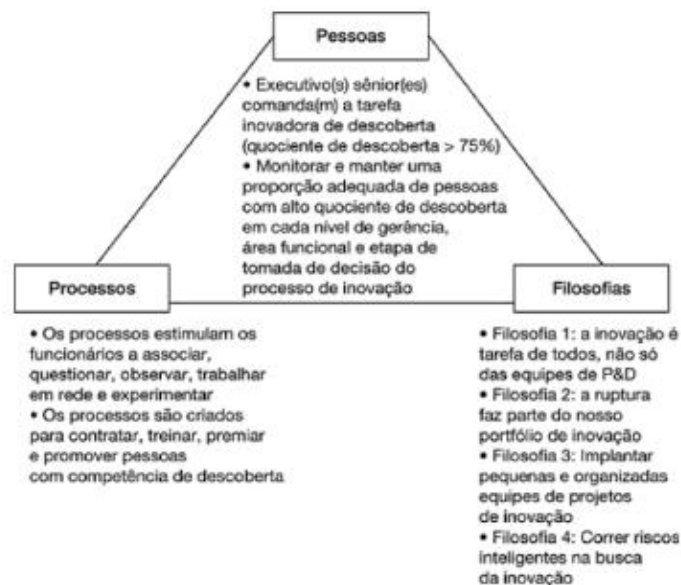 Pessoas
• Executivo(s) sênior(es)
comanda(m) a tarefa
inovadora de descoberta
(quociente de descoberta > 75%)
• Monitorar e manter uma
proporção adequada de pessoas
com alto quociente de descoberta
em cada nível de gerência,
área funcional e etapa de
tomada de decisão do
processo de inovação
Processos
• Os processos estimulam os
funcionários a associar,
questionar, observar, trabalhar
em rede e experimentar
• Os processos são criados
para contratar, treinar, premiar
e promover pessoas
com competência de descoberta
Filosofias
• Filosofia 1: a inovação é
tarefa de todos, não só
das equipes de P&D
• Filosofia 2: a ruptura
faz parte do nosso
portfólio de inovação
• Filosofia 3: Implantar
pequenas e organizadas
equipes de projetos
de inovação
• Filosofia 4: Correr riscos
inteligentes na busca
da inovação